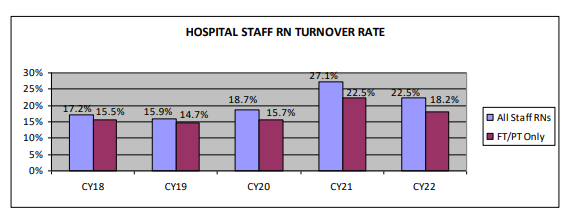 HOSPITAL STAFF RN TURNOVER RATE
30%
25%
20%
15%
10%
5%
0%
17.2%
15.5%
15.9%
14.7%
18.7%
15.7%
27.1%
22.5%
22.5%
18.2%
CY18
CY19
CY20
CY21
CY22
All Staff RNs
FT/PT Only